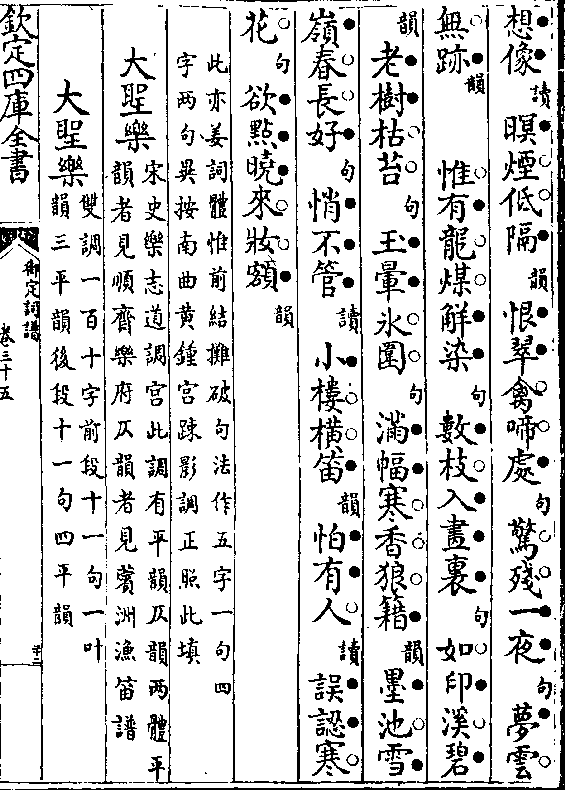 想像讀暝煙低隔韻恨翠禽啼處句驚殘一夜句夢雲
無跡韻 惟有龍煤解染句數枝入畫裏句如印溪碧
韻老樹枯苔句玉暈氷圍句滿幅寒香狼籍韻墨池雪
嶺春長好句悄不管讀小樓橫笛韻怕有人讀誤認寒
花句欲點曉來妝額韻
此亦姜詞體惟前結攤破句法作五字一句四
字两句異按南曲黄鍾宫踈影調正照此填
大聖樂
宋史樂志道調宫此調有平韻仄韻两體平
韻者見順齋樂府仄韻者見薲洲漁笛譜
大聖樂
雙調一百十字前段十一句一叶
韻三平韻後段十一句四平韻
欽定四庫全書
御定詞譜
卷三十五